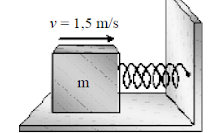 v = 1,5 m/s
m